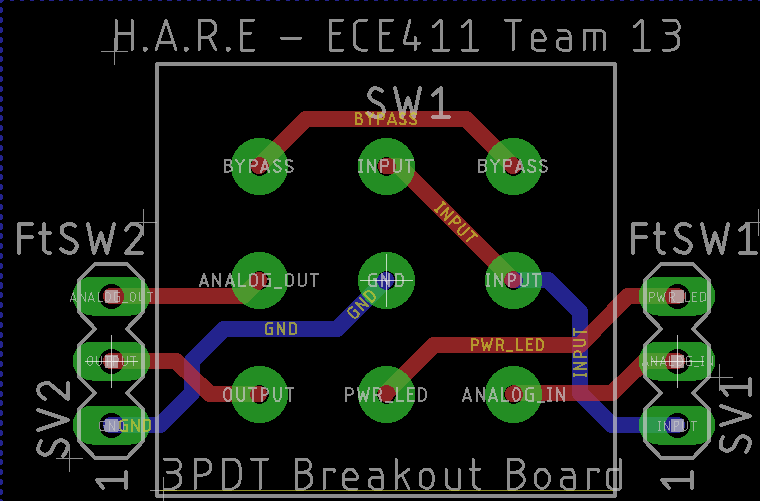 H.A.R.E - ECE411 Team 13
SW1
BYPASS
BYPASS INPUT BYPASS
INPUT
FtSW2 FtSW1
ANALOG_OUT GND INPUT
ANALOG_OUT PWR_LED
GND
GND
INPUT
PWR_LED
OUTPUT ANALOG_IN
OUTPUT PWR_LED ANALOG_IN
SV2 SV1
GND GND INPUT
1 1
3PDT Breakout Board